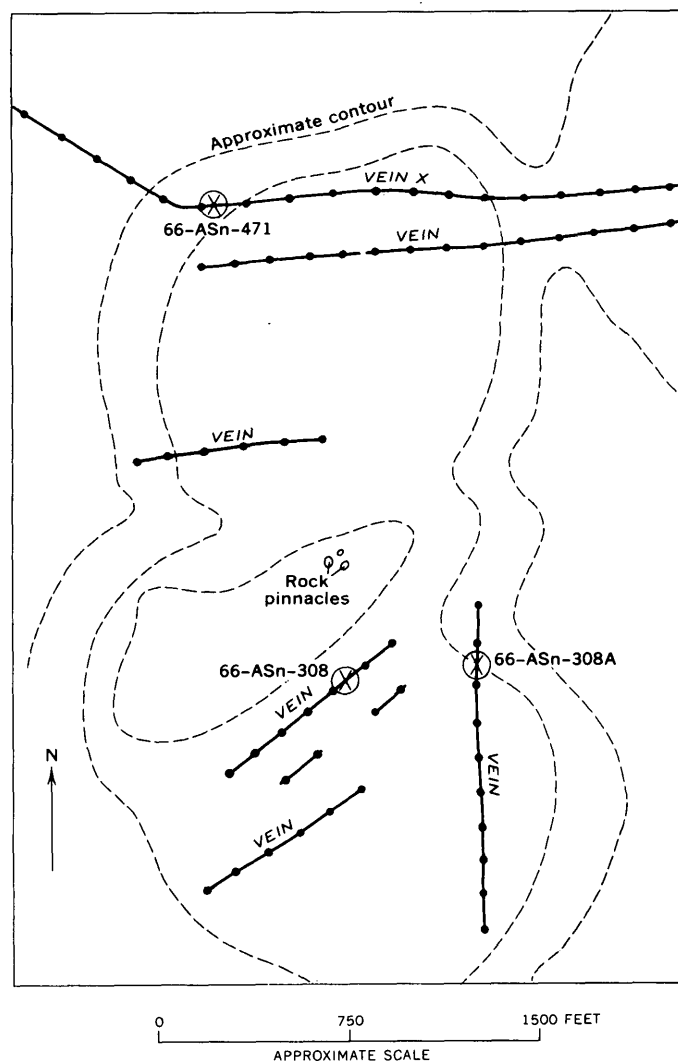 Approximate contour
VEIN X
66-ASn-471
VEIN
VEIN
Rock
pinnacles
66-ASn-308
66-ASn-308A
VEIN
N
VEIN
VEIN
0 750 1500 FEET
APPROXIMATE SCALE